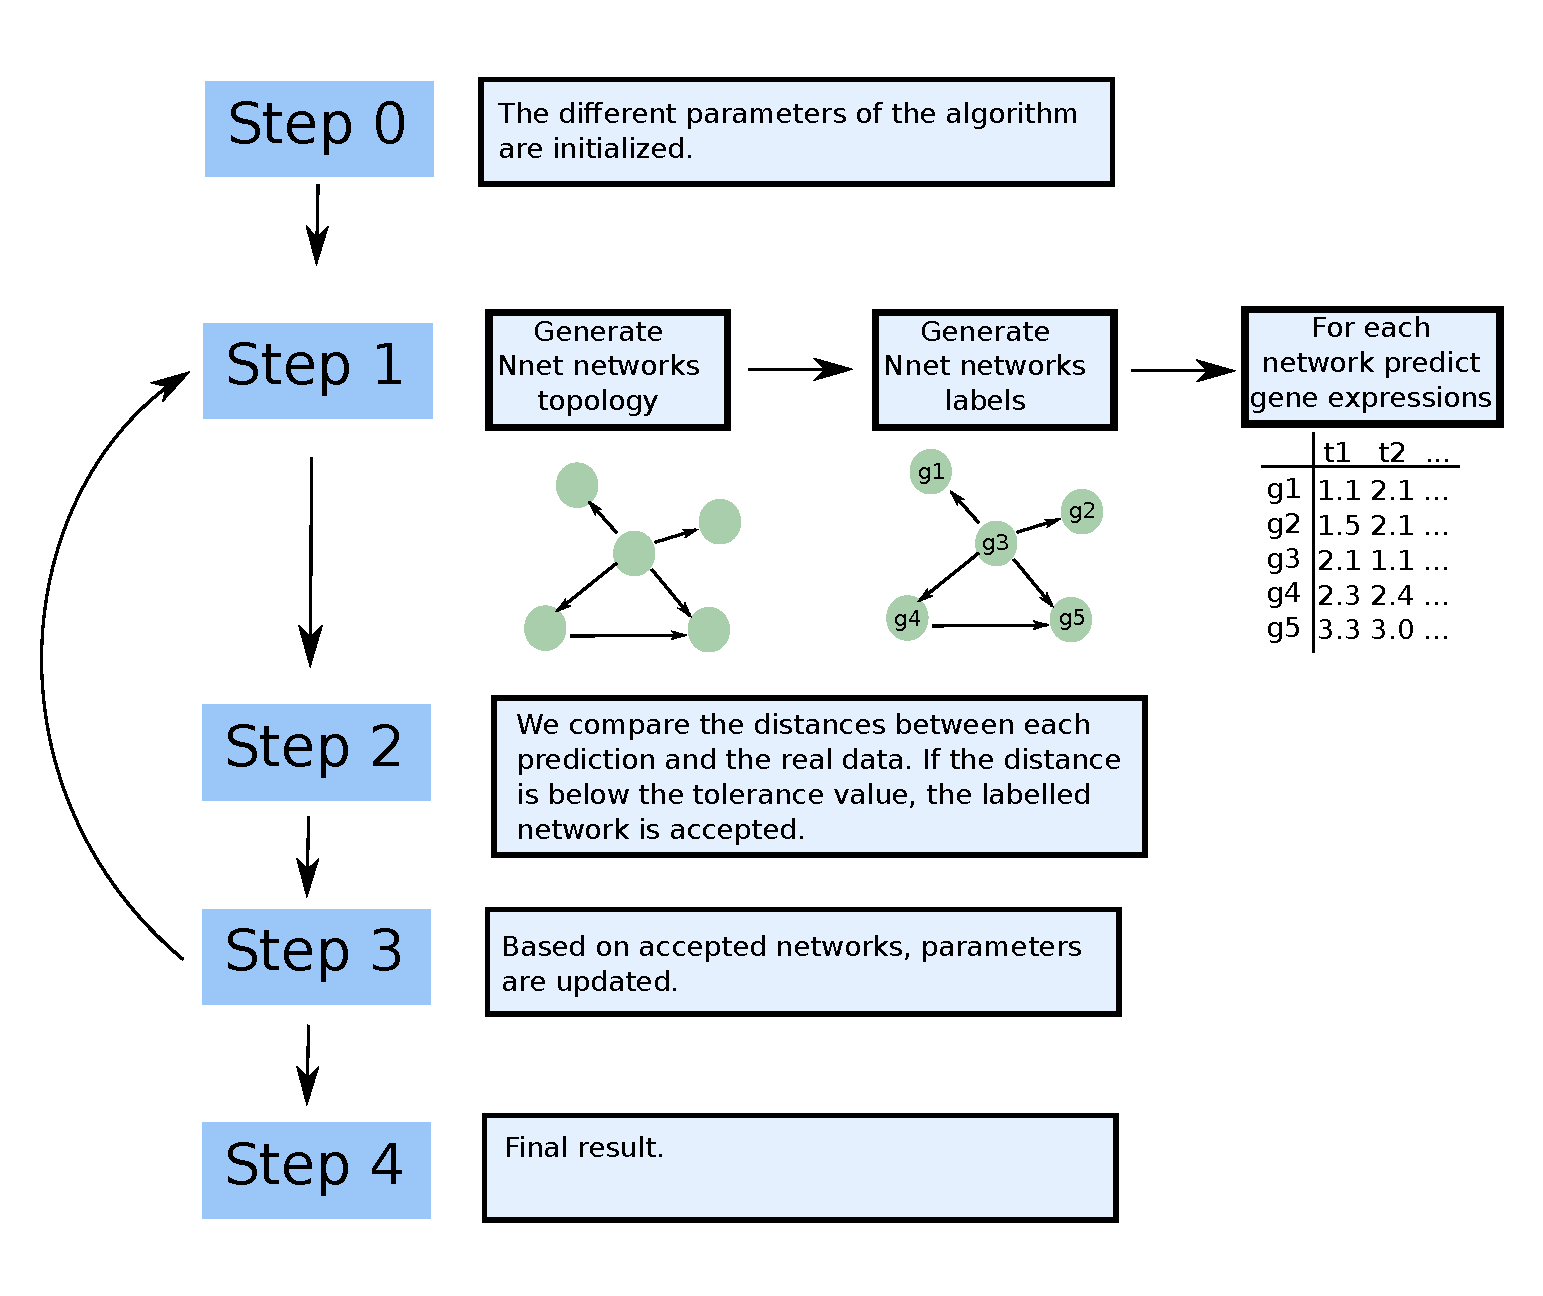 Step 0
The different parameters of the algorithm
are initialized.
Step 1
Generate
Nnet networks
topology
Generate
Nnet networks
labels
For each
network predict
gene expressions
g1
g2
g3
g4
g5
t1 t2 ...
g1 1.1 2.1 ...
g2 1.5 2.1 ...
g3 2.1 1.1 ...
g4 2.3 2.4 ...
g5 3.3 3.0 ...
Step 2
We compare the distances between each
prediction and the real data. If the distance
is below the tolerance value, the labelled
network is accepted.
Step 3
Based on accepted networks, parameters
are updated.
Step 4
Final result.